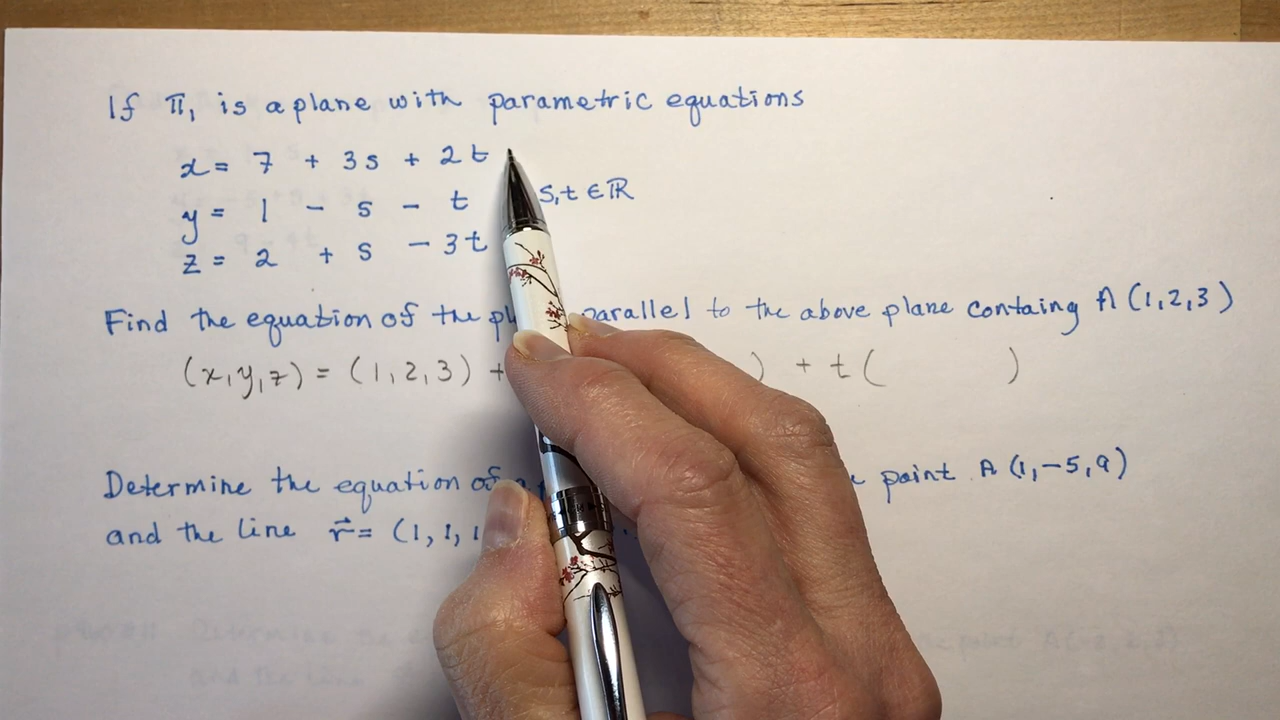 If π₁ is a plane with parametric equations
x = 7 + 3s + 2t
y = 1 - s - t s,t ∈ ℝ
z = 2 + s - 3t
Find the equation of the parallel to the above plane containg A (1,2,3)
(x,y,z) = (1,2,3) + ) + t ( )
Determine the equation of point A (1,-5,9)
and the line r⃗ = (1, 1, 1